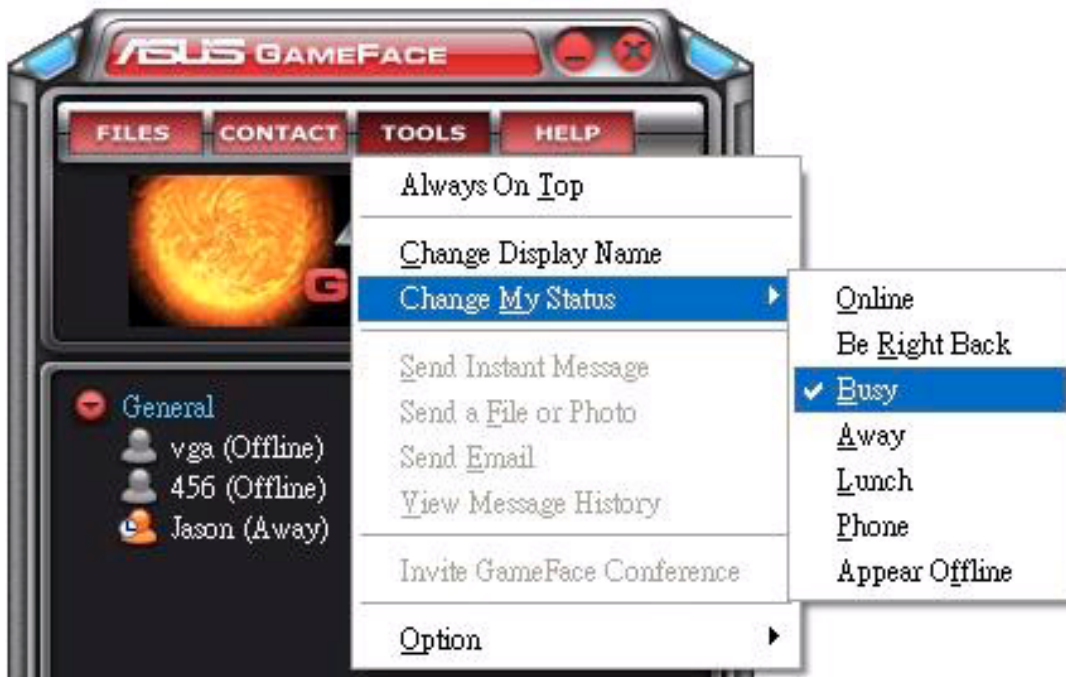 ASUS GAMEFACE
FILES CONTACT TOOLS HELP
G
Always On Top
Change Display Name
Change My Status
Send Instant Message
Send a File or Photo
Send Email
View Message History
Invite GameFace Conference
Option
Online
Be Right Back
Busy
Away
Lunch
Phone
Appear Offline
General
vga (Offline)
456 (Offline)
Jason (Away)